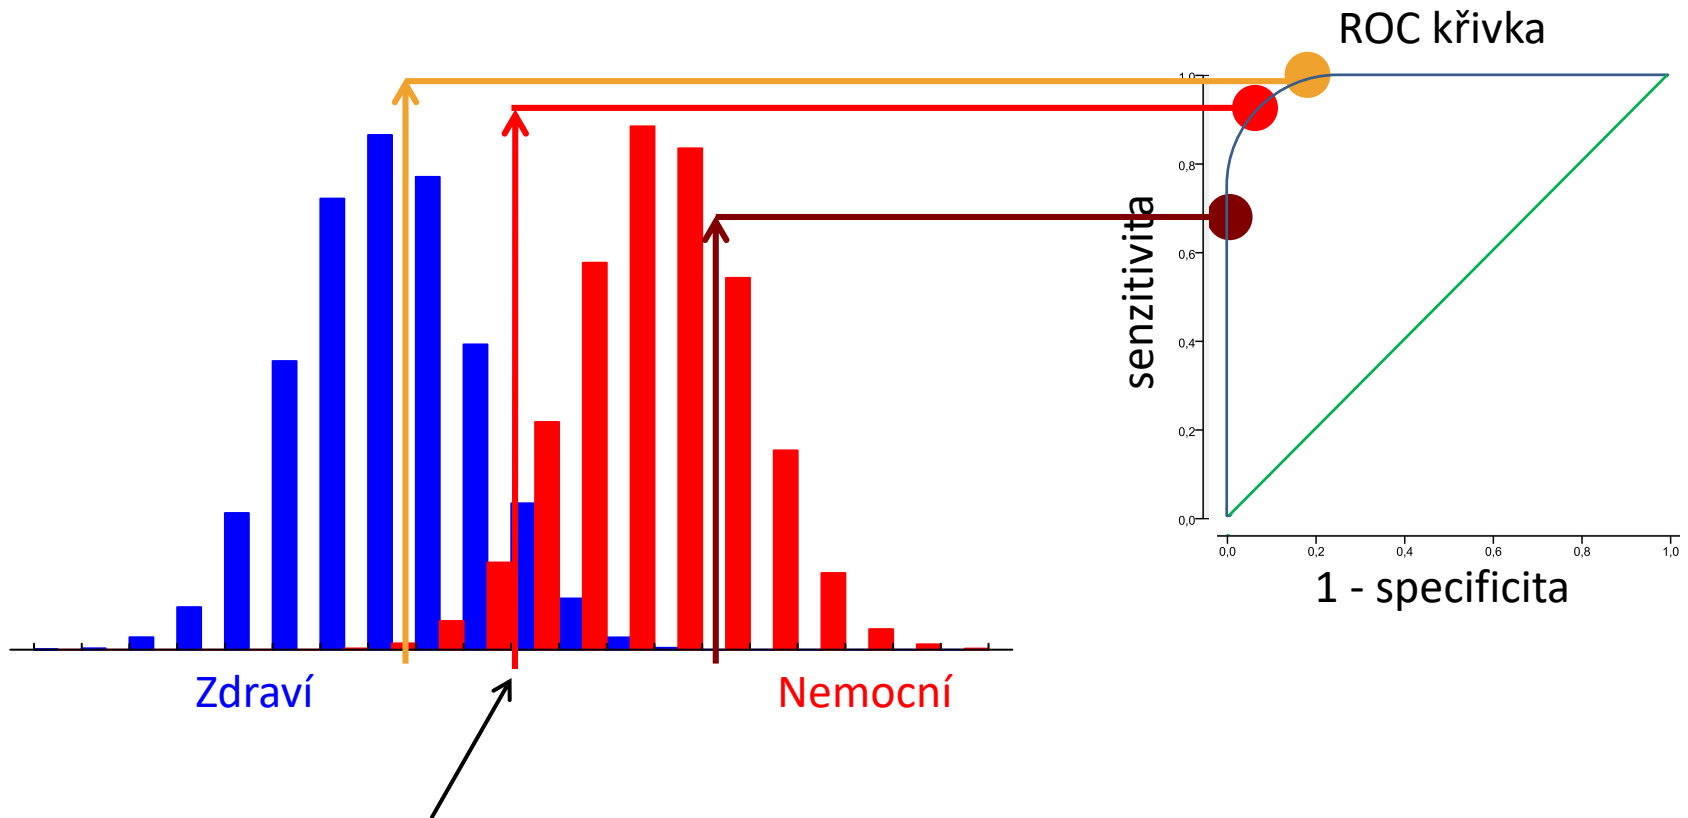 ROC křivka
1,0
0,8
0,6
0,4
0,2
0,0
senzitivita
0,0
0,2
0,4
0,6
0,8
1,0
1 - specificita
Zdraví
Nemocní